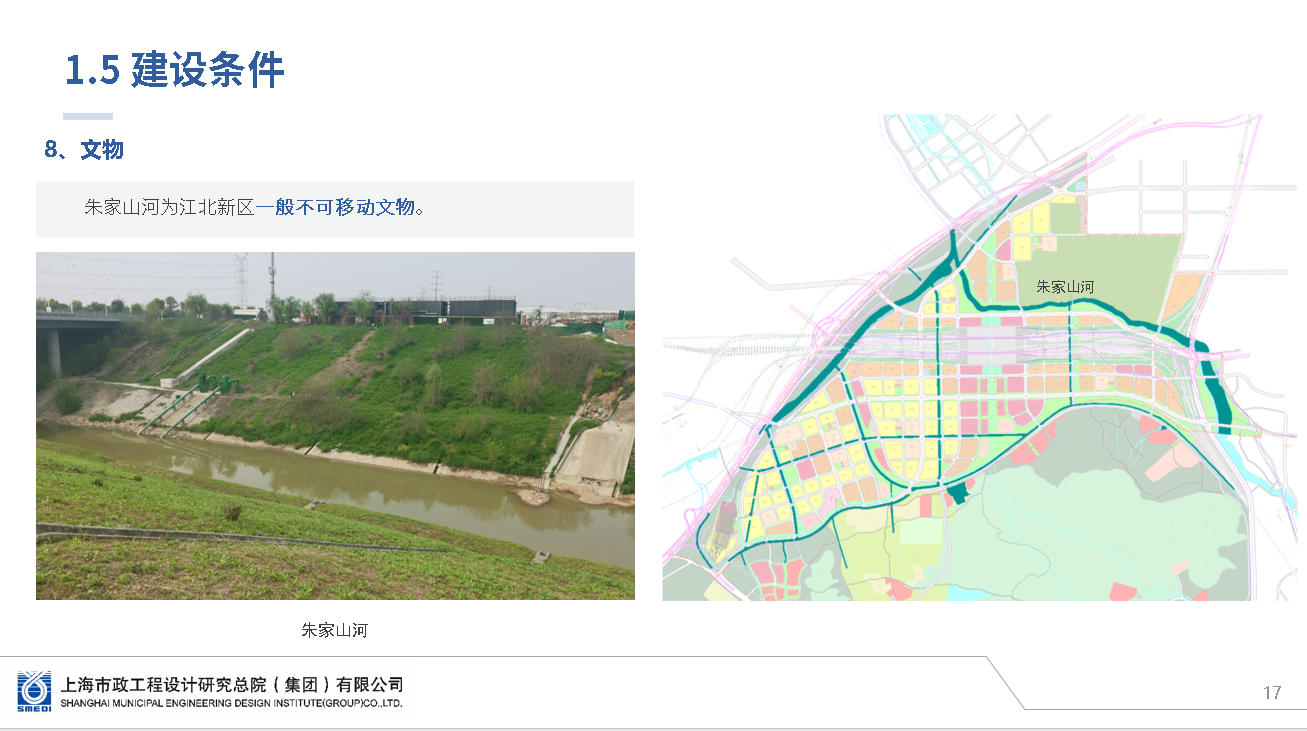 1.5 建设条件
8、文物
朱家山河为江北新区一般不可移动文物。
朱家山河
朱家山河
上海市政工程设计研究总院（集团）有限公司
SHANGHAI MUNICIPAL ENGINEERING DESIGN INSTITUTE(GROUP)CO.,LTD.
SMEDI
17